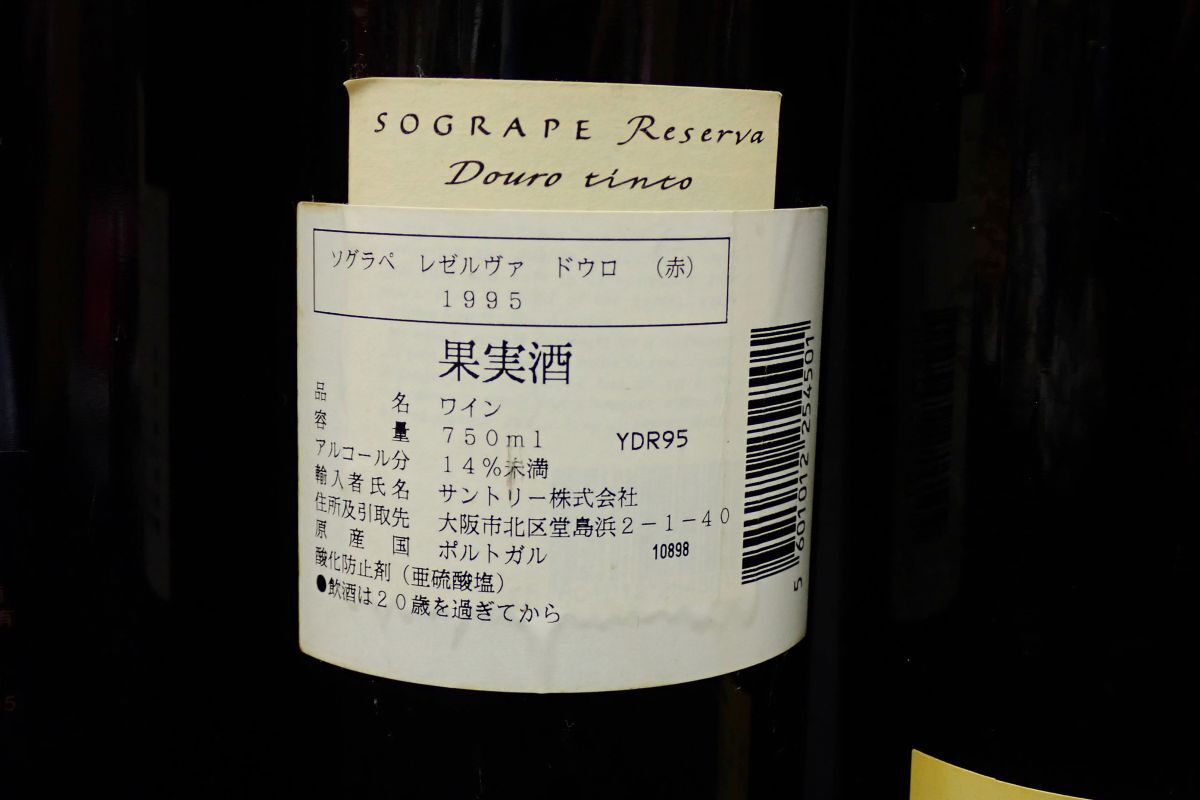 SOGRAPE Reserva
Douro tinto
ソグラペ レゼルヴァ ドウロ （赤）
１９９５
果実酒
品名 ワイン
容量 ７５０ｍｌ YDR95
アルコール分 １４％未満
輸入者氏名 サントリー株式会社
住所及引取先 大阪市北区堂島浜２－１－４０
原産国 ポルトガル 10898
酸化防止剤（亜硫酸塩）
●飲酒は２０歳を過ぎてから
5 601012 254501